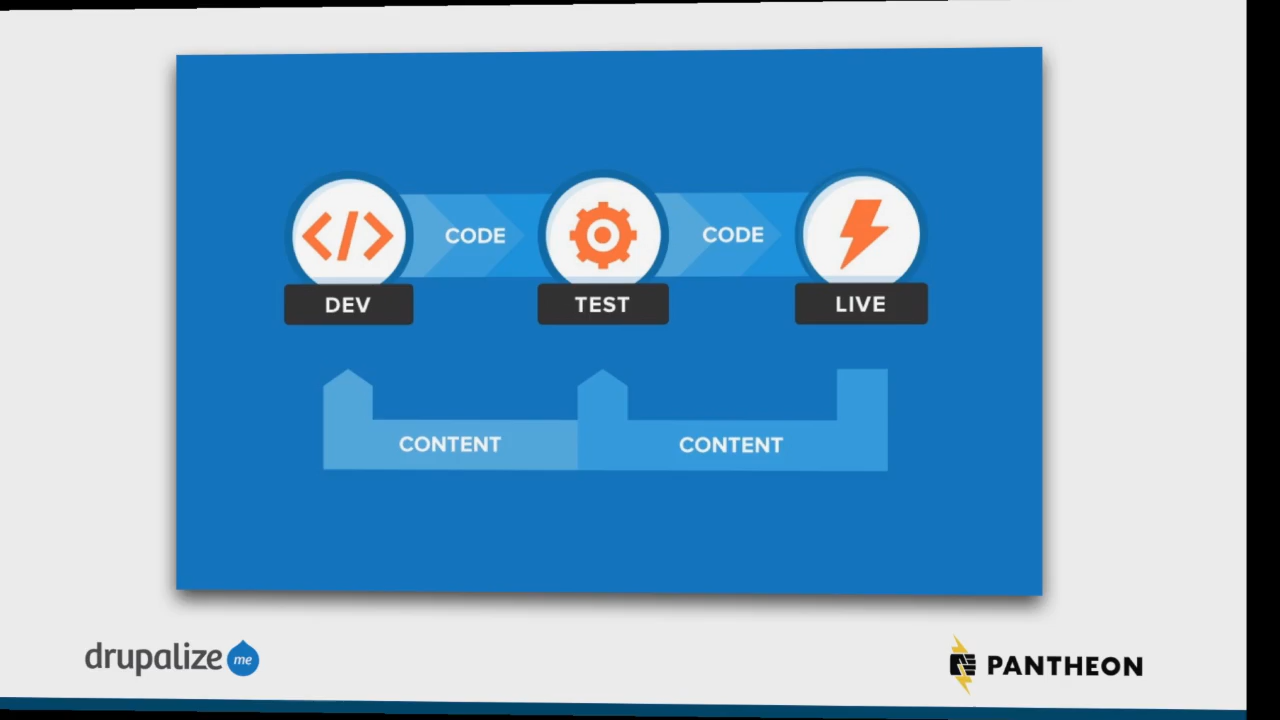 CODE
CODE
DEV
TEST
LIVE
CONTENT
CONTENT
drupalize me
PANTHEON